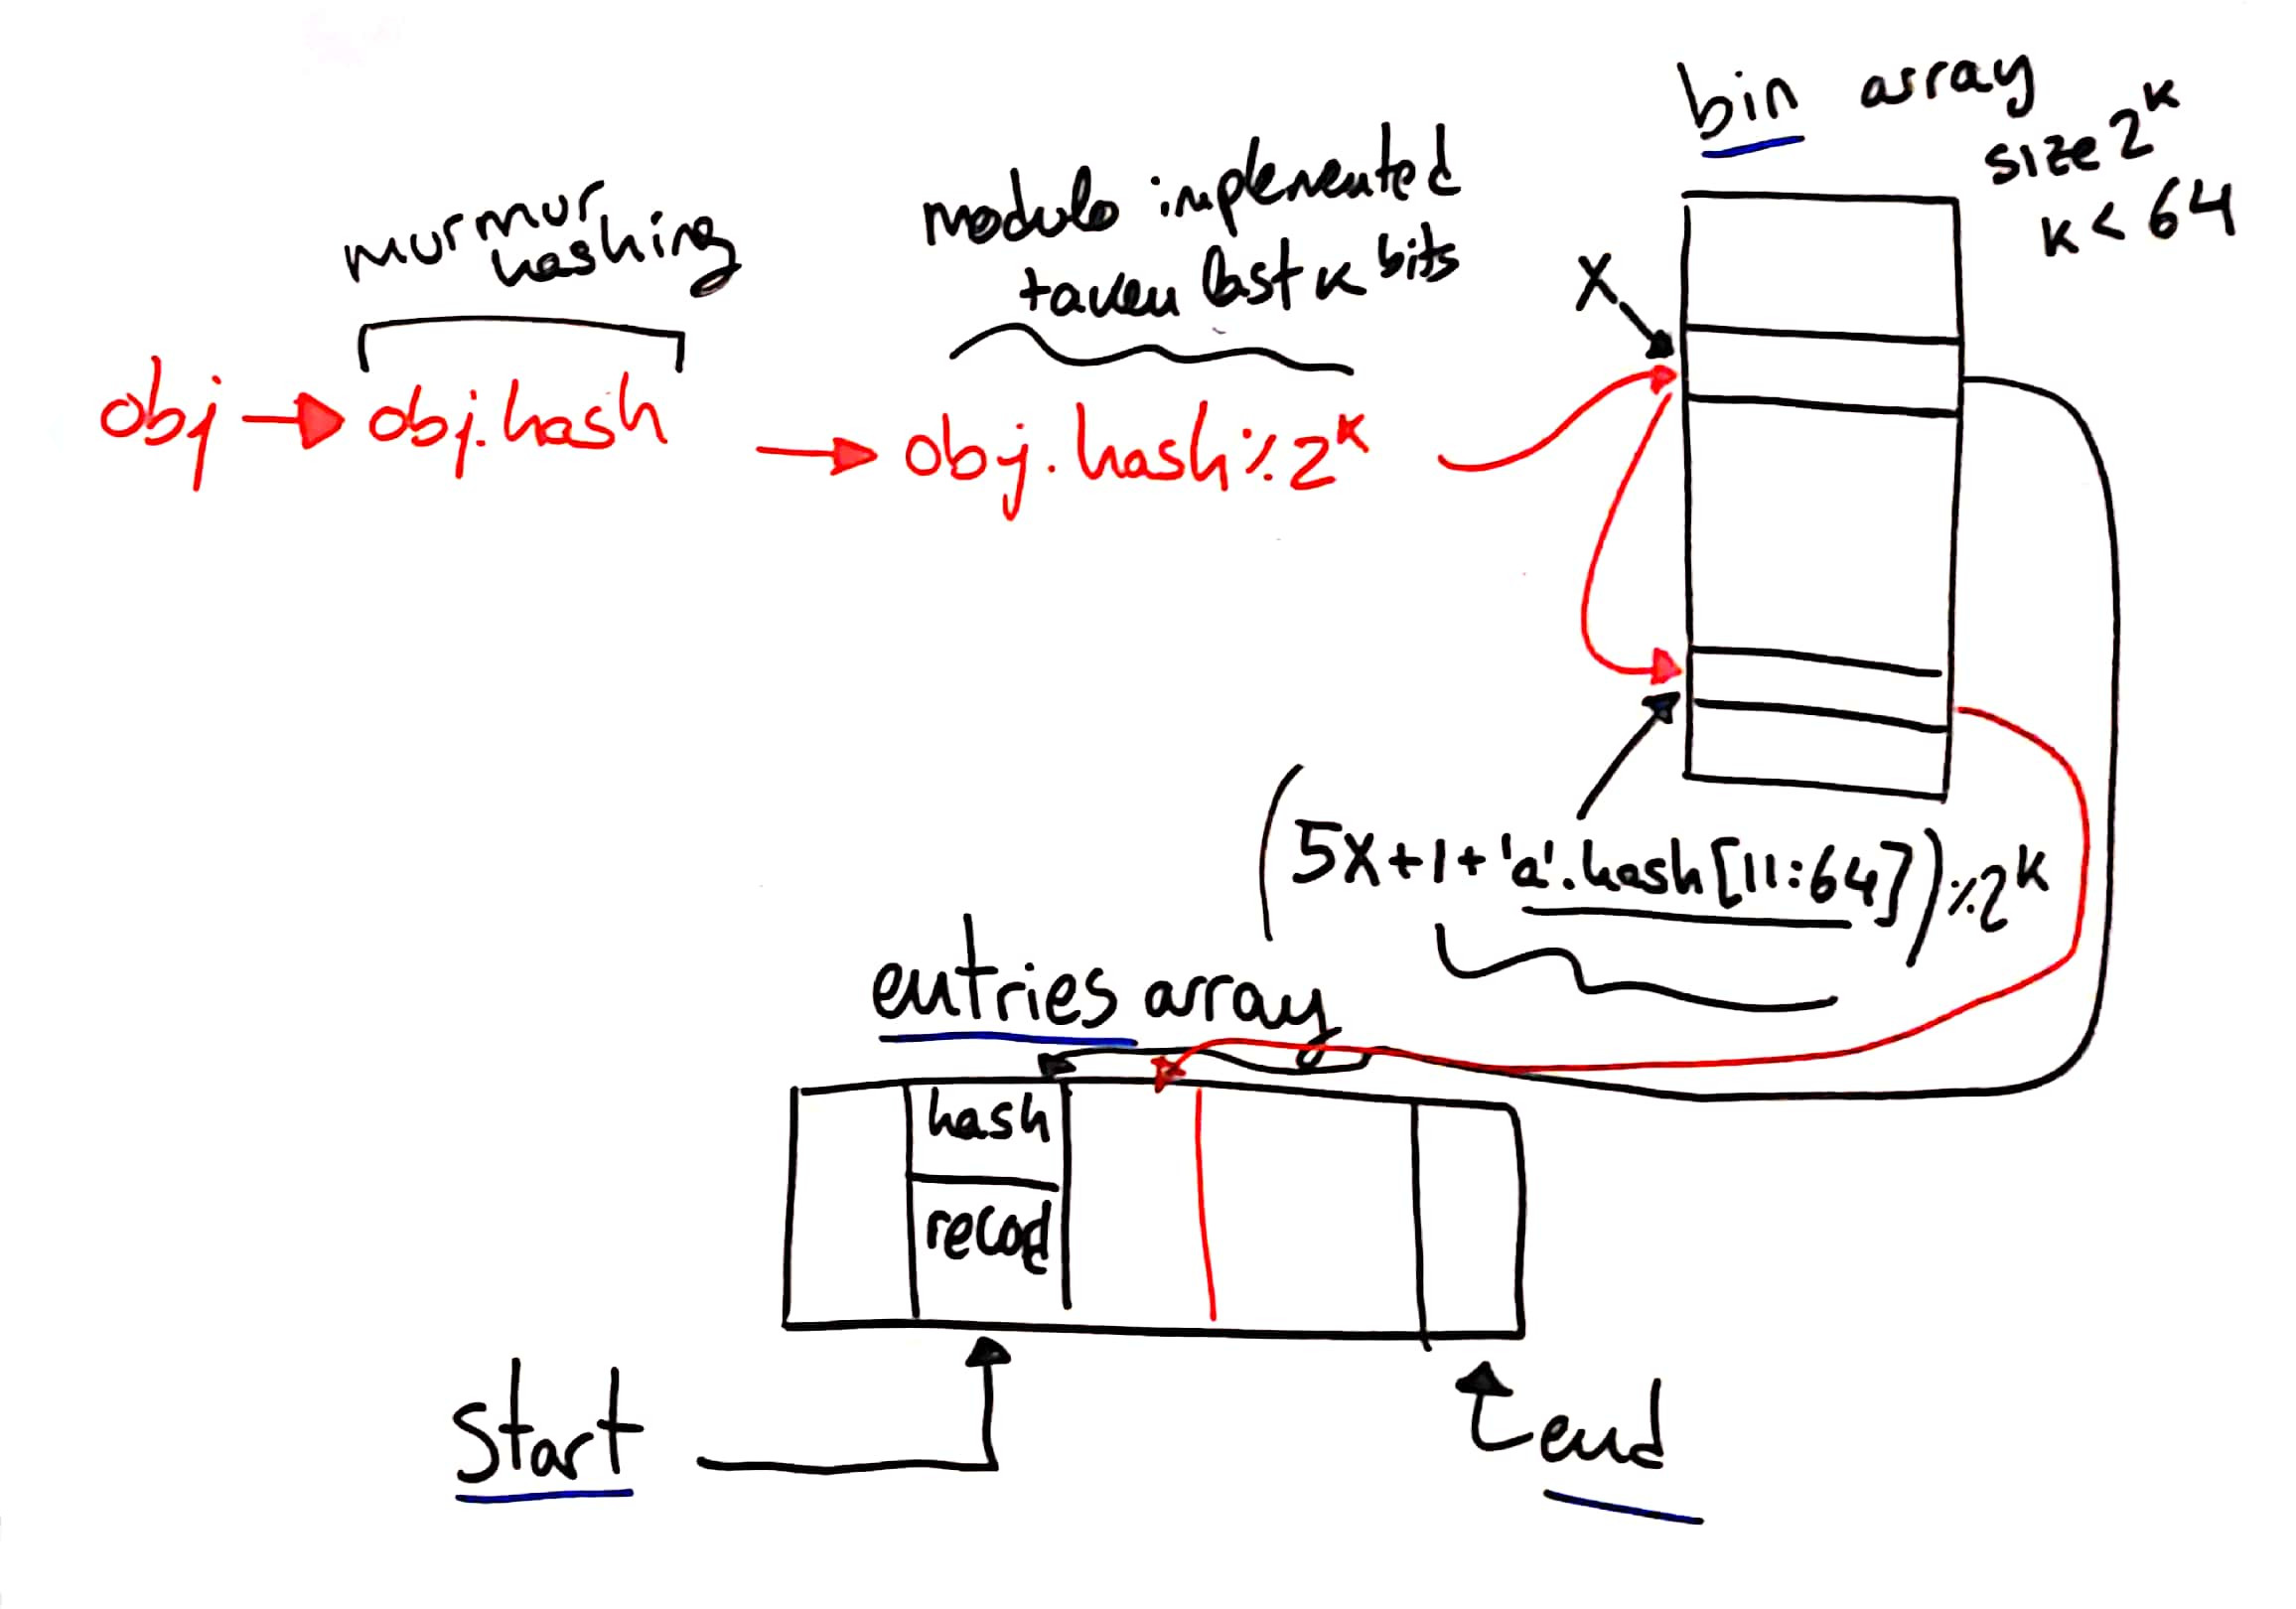 bin array
size 2^k
k < 64
murmur
hashing
modulo implemented
taken last k bits
X
obj → obj.hash → obj.hash % 2^k
(5X+1+'a'.hash[11:64]) % 2^k
entries array
hash
recod
start
end